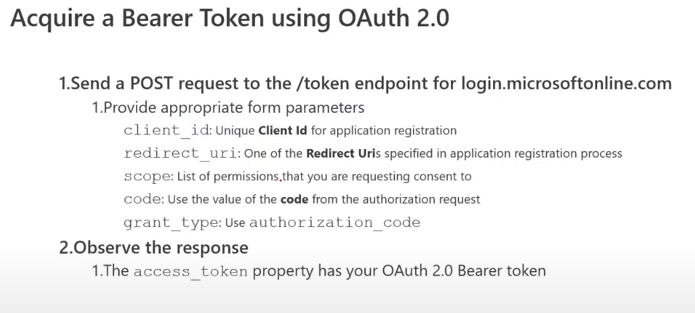 Acquire a Bearer Token using OAuth 2.0
1.Send a POST request to the /token endpoint for login.microsoftonline.com
1.Provide appropriate form parameters
client_id: Unique Client Id for application registration
redirect_uri: One of the Redirect Uris specified in application registration process
scope: List of permissions that you are requesting consent to
code: Use the value of the code from the authorization request
grant_type: Use authorization_code
2.Observe the response
1.The access_token property has your OAuth 2.0 Bearer token